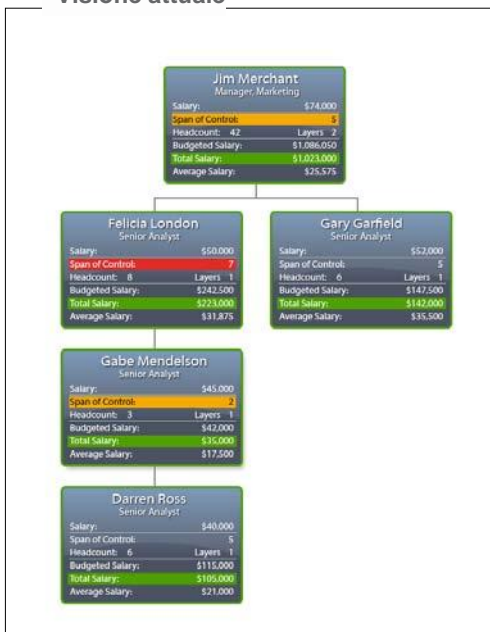 Visione attuale
Jim Merchant
Manager, Marketing
Salary: $74,000
Span of Control: 5
Headcount: 42 Layers 2
Budgeted Salary: $1,086,050
Total Salary: $1,023,000
Average Salary: $25,575
Felicia London
Senior Analyst
Salary: $50,000
Span of Control: 7
Headcount: 8 Layers 1
Budgeted Salary: $242,500
Total Salary: $223,000
Average Salary: $31,875
Gary Garfield
Senior Analyst
Salary: $52,000
Span of Control: 5
Headcount: 6 Layers 1
Budgeted Salary: $147,500
Total Salary: $142,000
Average Salary: $35,500
Gabe Mendelson
Senior Analyst
Salary: $45,000
Span of Control: 2
Headcount: 3 Layers 1
Budgeted Salary: $42,000
Total Salary: $35,000
Average Salary: $17,500
Darren Ross
Senior Analyst
Salary: $40,000
Span of Control: 5
Headcount: 6 Layers 1
Budgeted Salary: $115,000
Total Salary: $105,000
Average Salary: $21,000